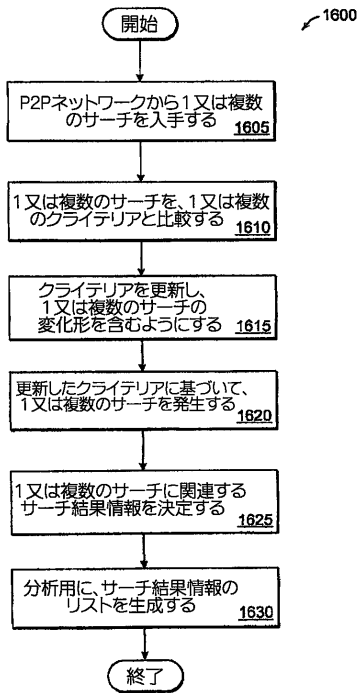 1600
開始
P2Pネットワークから1又は複数
のサーチを入手する
1605
1又は複数のサーチを、1又は複数
のクライテリアと比較する
1610
クライテリアを更新し、
1又は複数のサーチの
変化形を含むようにする
1615
更新したクライテリアに基づいて、
1又は複数のサーチを発生する
1620
1又は複数のサーチに関連する
サーチ結果情報を決定する
1625
分析用に、サーチ結果情報の
リストを生成する
1630
終了